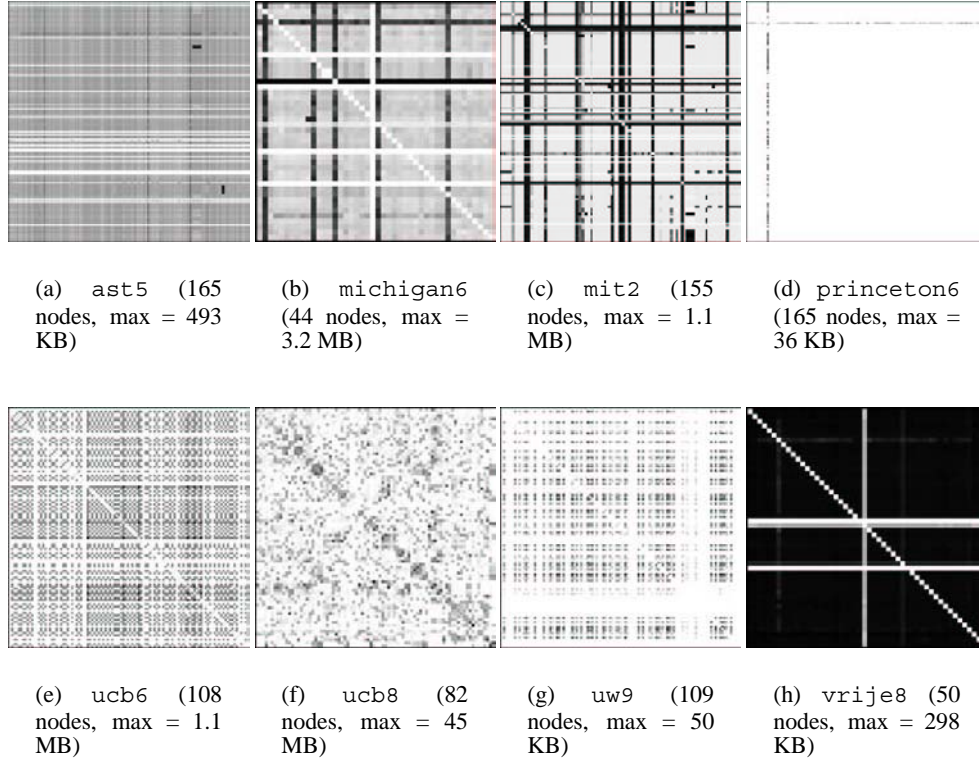 (a) ast5 (165
nodes, max = 493
KB)
(b) michigan6
(44 nodes, max =
3.2 MB)
(c) mit2 (155
nodes, max = 1.1
MB)
(d) princeton6
(165 nodes, max =
36 KB)
(e) ucb6 (108
nodes, max = 1.1
MB)
(f) ucb8 (82
nodes, max =
45 MB)
(g) uw9 (109
nodes, max = 50
KB)
(h) vrije8 (50
nodes, max = 298
KB)